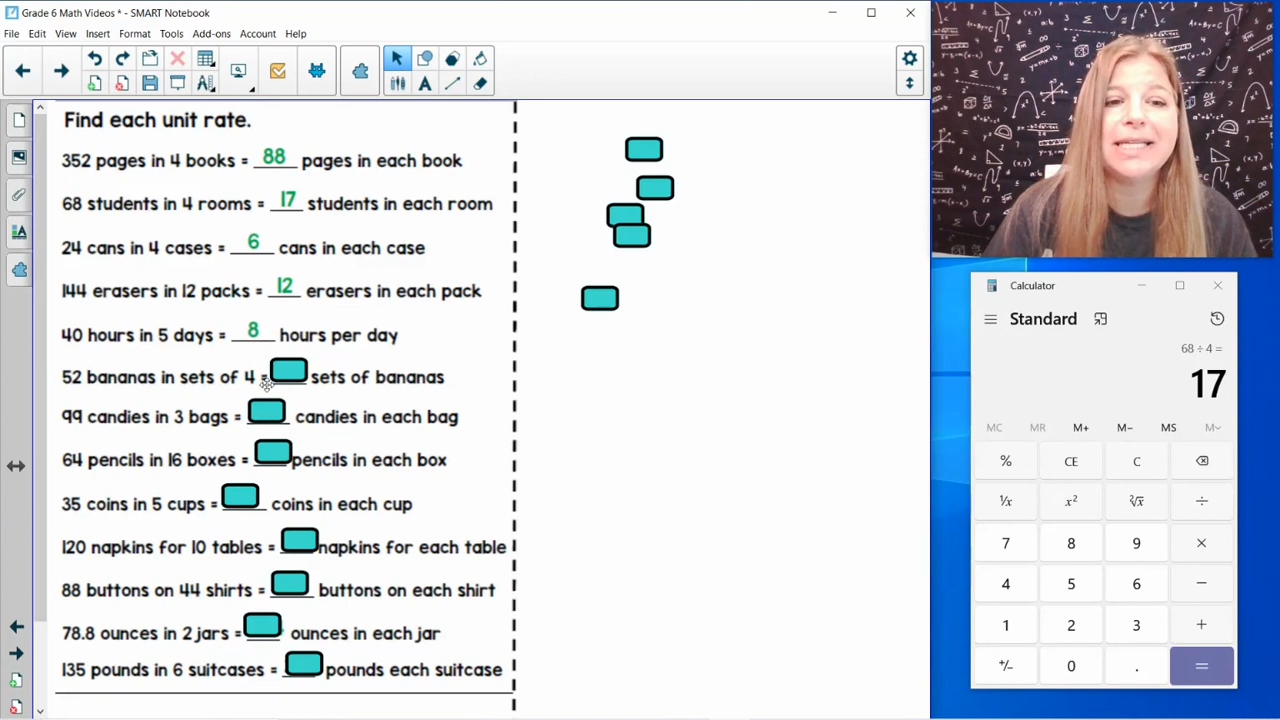 Grade 6 Math Videos * - SMART Notebook
File Edit View Insert Format Tools Add-ons Account Help
Find each unit rate.
352 pages in 4 books = 88 pages in each book
68 students in 4 rooms = 17 students in each room
24 cans in 4 cases = 6 cans in each case
144 erasers in 12 packs = 12 erasers in each pack
40 hours in 5 days = 8 hours per day
52 bananas in sets of 4 = sets of bananas
99 candies in 3 bags = candies in each bag
64 pencils in 16 boxes = pencils in each box
35 coins in 5 cups = coins in each cup
120 napkins for 10 tables = napkins for each table
88 buttons on 44 shirts = buttons on each shirt
78.8 ounces in 2 jars = ounces in each jar
135 pounds in 6 suitcases = pounds each suitcase
Calculator
Standard
68 ÷ 4 =
17
MC MR M+ M− MS M˅
% CE C
¹/x x² ²√x ÷
7 8 9 ×
4 5 6 −
1 2 3 +
+/− 0 . =